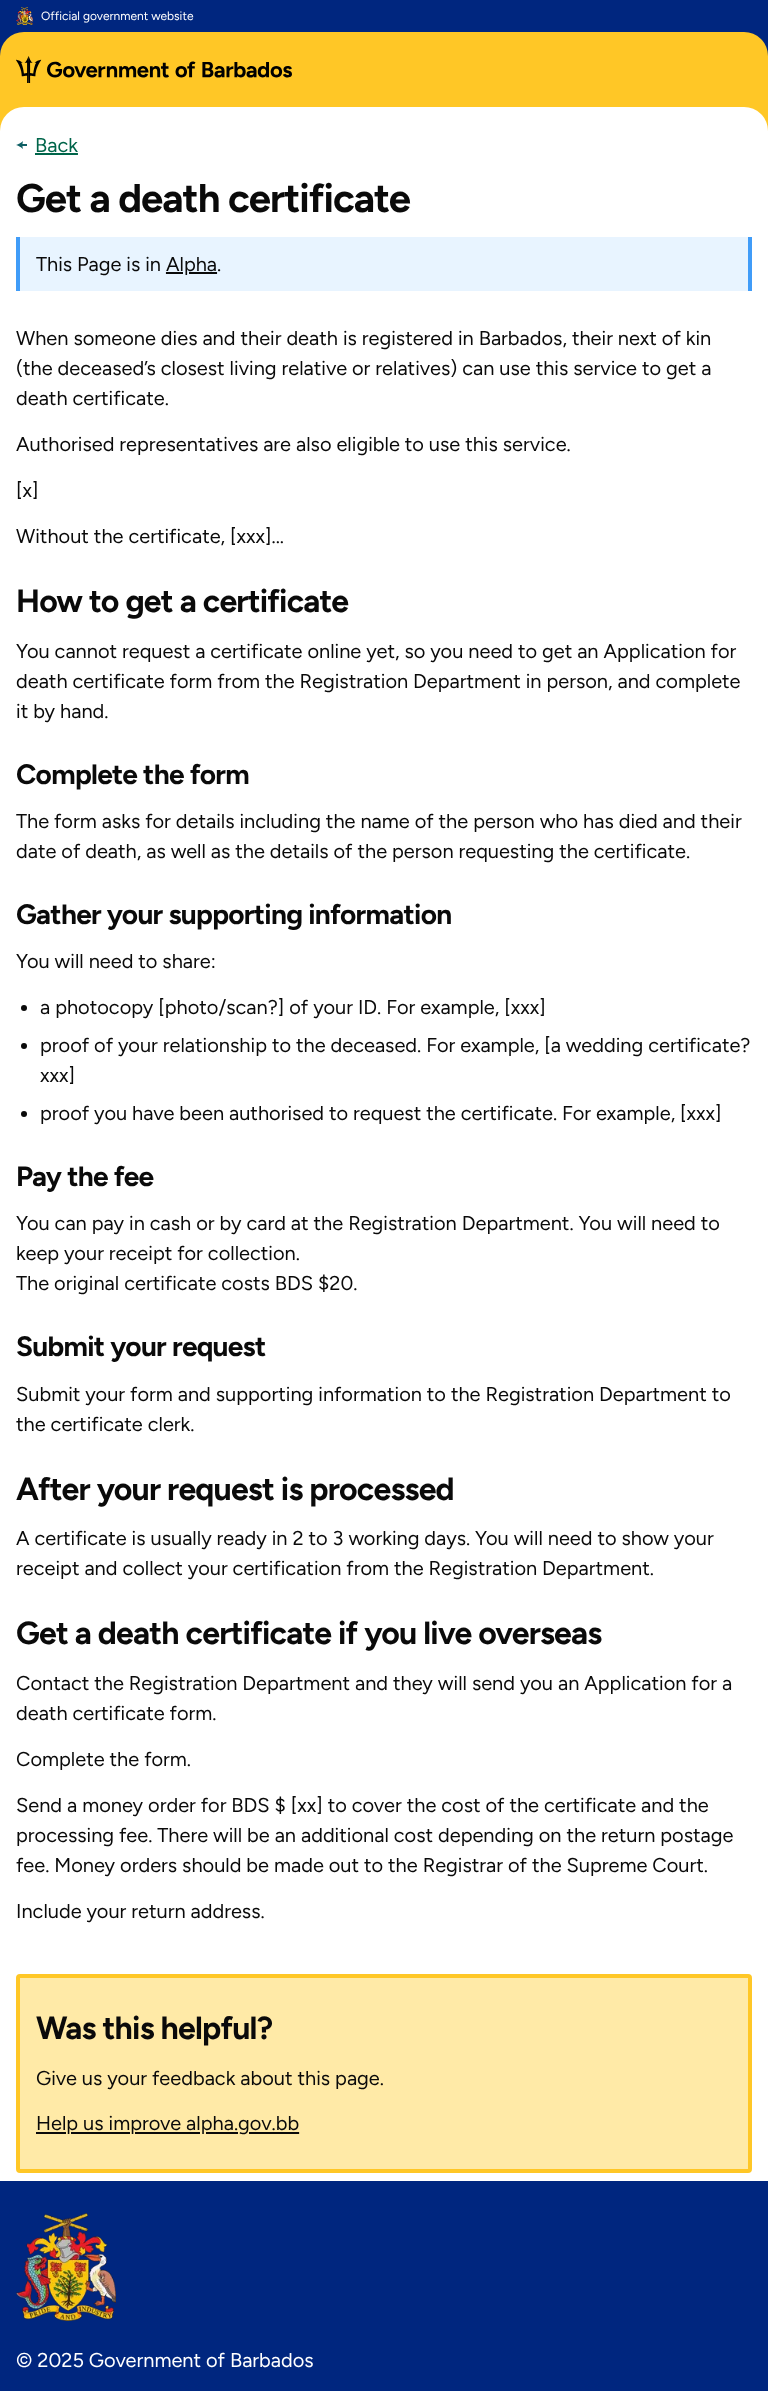 Official government website
Government of Barbados
Back
Get a death certificate
This Page is in Alpha.
When someone dies and their death is registered in Barbados, their next of kin
(the deceased’s closest living relative or relatives) can use this service to get a
death certificate.
Authorised representatives are also eligible to use this service.
[x]
Without the certificate, [xxx]...
How to get a certificate
You cannot request a certificate online yet, so you need to get an Application for
death certificate form from the Registration Department in person, and complete
it by hand.
Complete the form
The form asks for details including the name of the person who has died and their
date of death, as well as the details of the person requesting the certificate.
Gather your supporting information
You will need to share:
• a photocopy [photo/scan?] of your ID. For example, [xxx]
• proof of your relationship to the deceased. For example, [a wedding certificate?
xxx]
• proof you have been authorised to request the certificate. For example, [xxx]
Pay the fee
You can pay in cash or by card at the Registration Department. You will need to
keep your receipt for collection.
The original certificate costs BDS $20.
Submit your request
Submit your form and supporting information to the Registration Department to
the certificate clerk.
After your request is processed
A certificate is usually ready in 2 to 3 working days. You will need to show your
receipt and collect your certification from the Registration Department.
Get a death certificate if you live overseas
Contact the Registration Department and they will send you an Application for a
death certificate form.
Complete the form.
Send a money order for BDS $ [xx] to cover the cost of the certificate and the
processing fee. There will be an additional cost depending on the return postage
fee. Money orders should be made out to the Registrar of the Supreme Court.
Include your return address.
Was this helpful?
Give us your feedback about this page.
Help us improve alpha.gov.bb
PRIDE AND INDUSTRY
© 2025 Government of Barbados